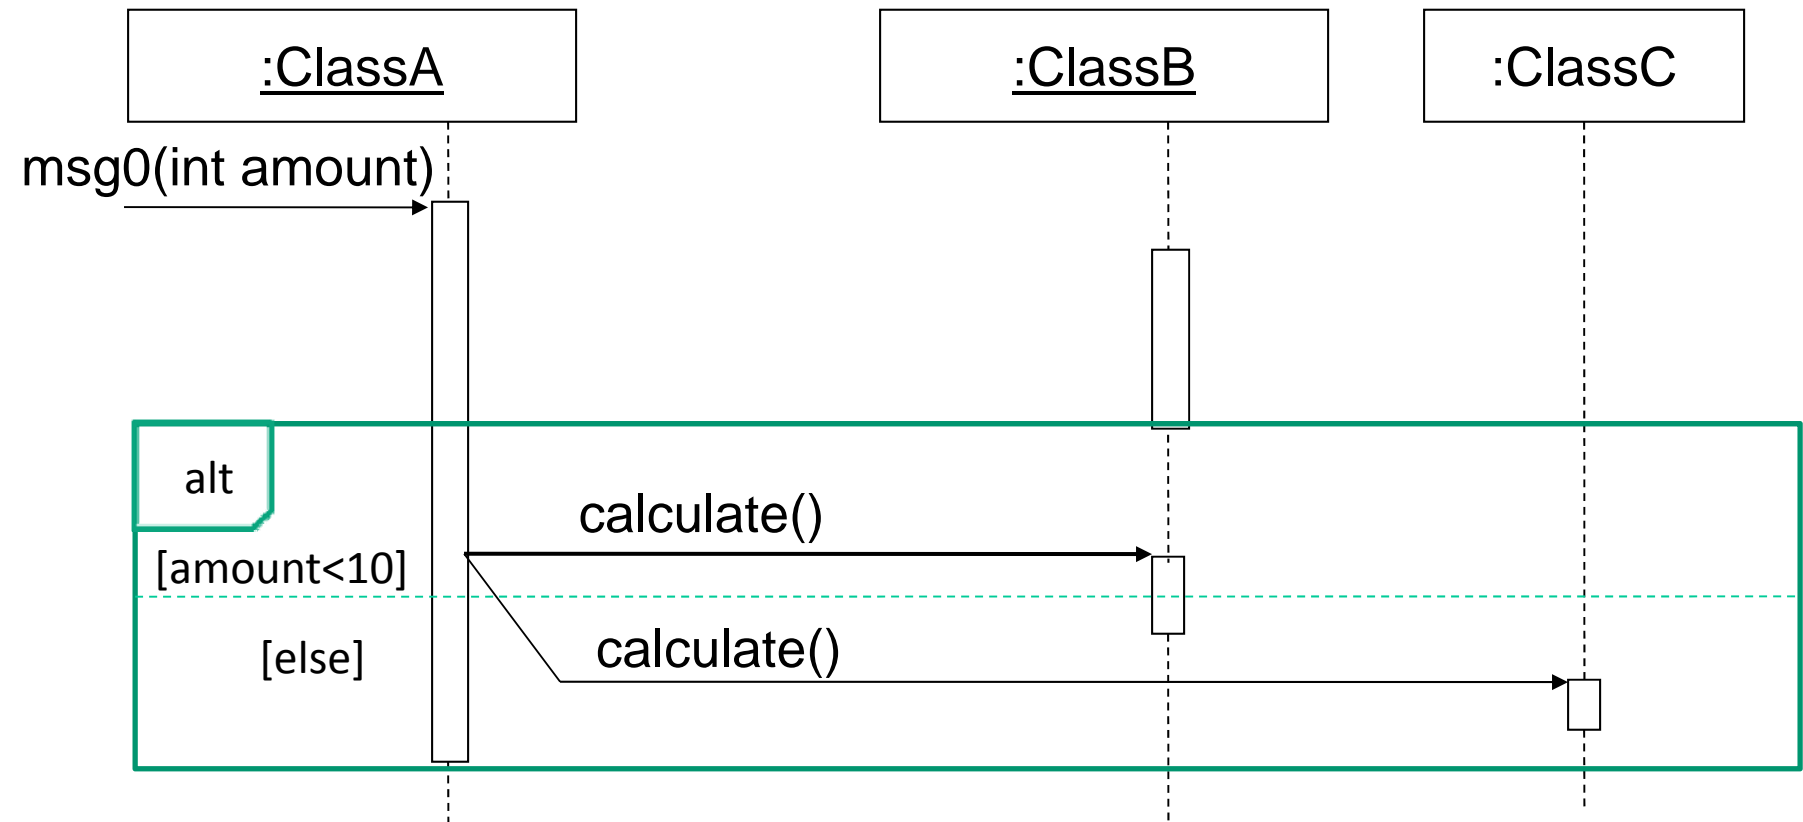 :ClassA
:ClassB
:ClassC
msg0(int amount)
alt
calculate()
[amount<10]
calculate()
[else]